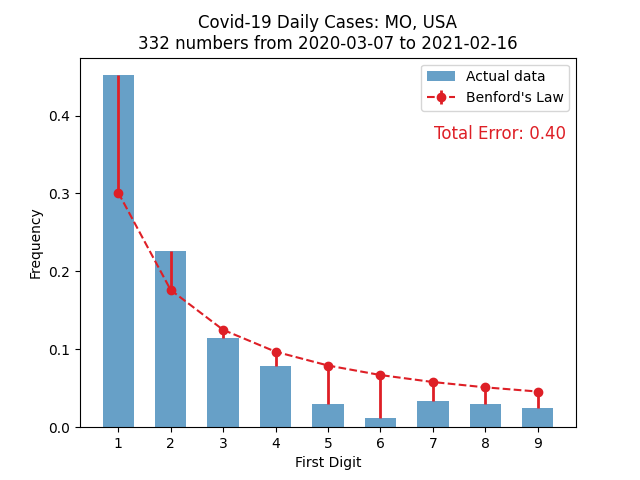 Covid-19 Daily Cases: MO, USA
332 numbers from 2020-03-07 to 2021-02-16
Actual data
Benford's Law
Total Error: 0.40
Frequency
0.4
0.3
0.2
0.1
0.0
1 2 3 4 5 6 7 8 9
First Digit